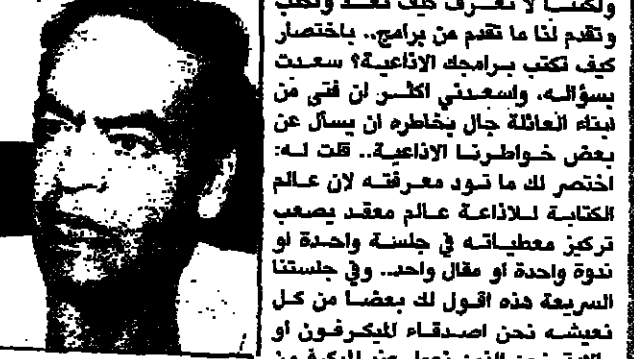 ولكننا لا نعرف كيف تعد وتكتب
وتقدم لنا ما تقدم من برامج.. باختصار
كيف تكتب برامجك الاذاعية؟ سعدت
بسؤاله، واسعدني اكثر ان فتى من
ابناء العائلة جال بخاطره ان يسأل عن
بعض خواطرنا الاذاعية.. قلت له:
اختصر لك ما تود معرفته لان عالم
الكتابة للاذاعة عالم معقد يصعب
تركيز معطياته في جلسة واحدة او
ندوة واحدة او مقال واحد.. وفي جلستنا
السريعة هذه اقول لك بعضا من كل
نعيشه نحن اصدقاء الميكرفون او